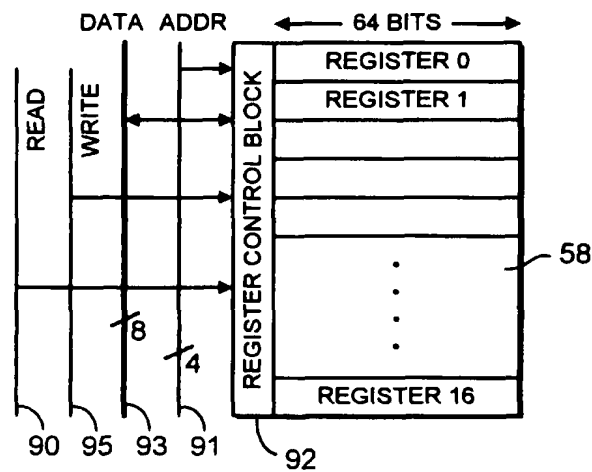 DATA ADDR
64 BITS
READ
WRITE
REGISTER CONTROL BLOCK
REGISTER 0
REGISTER 1
58
8
4
REGISTER 16
90 95 93 91
92